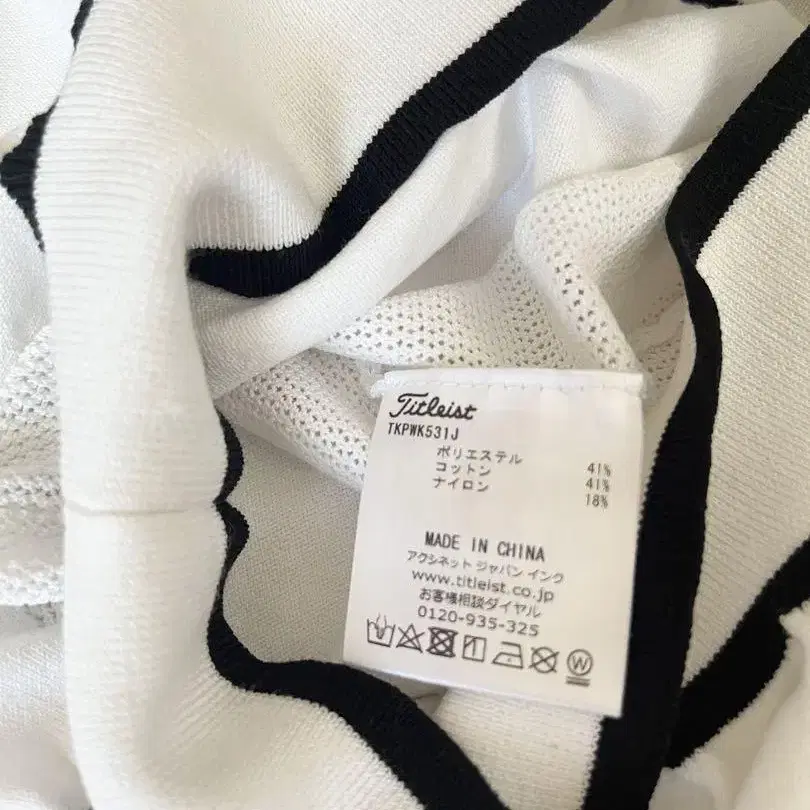 Titleist
TKPWK531J
ポリエステル 41%
コットン 41%
ナイロン 18%
MADE IN CHINA
アクシネット ジャパン インク
www.titleist.co.jp
お客様相談ダイヤル
0120-935-325
W